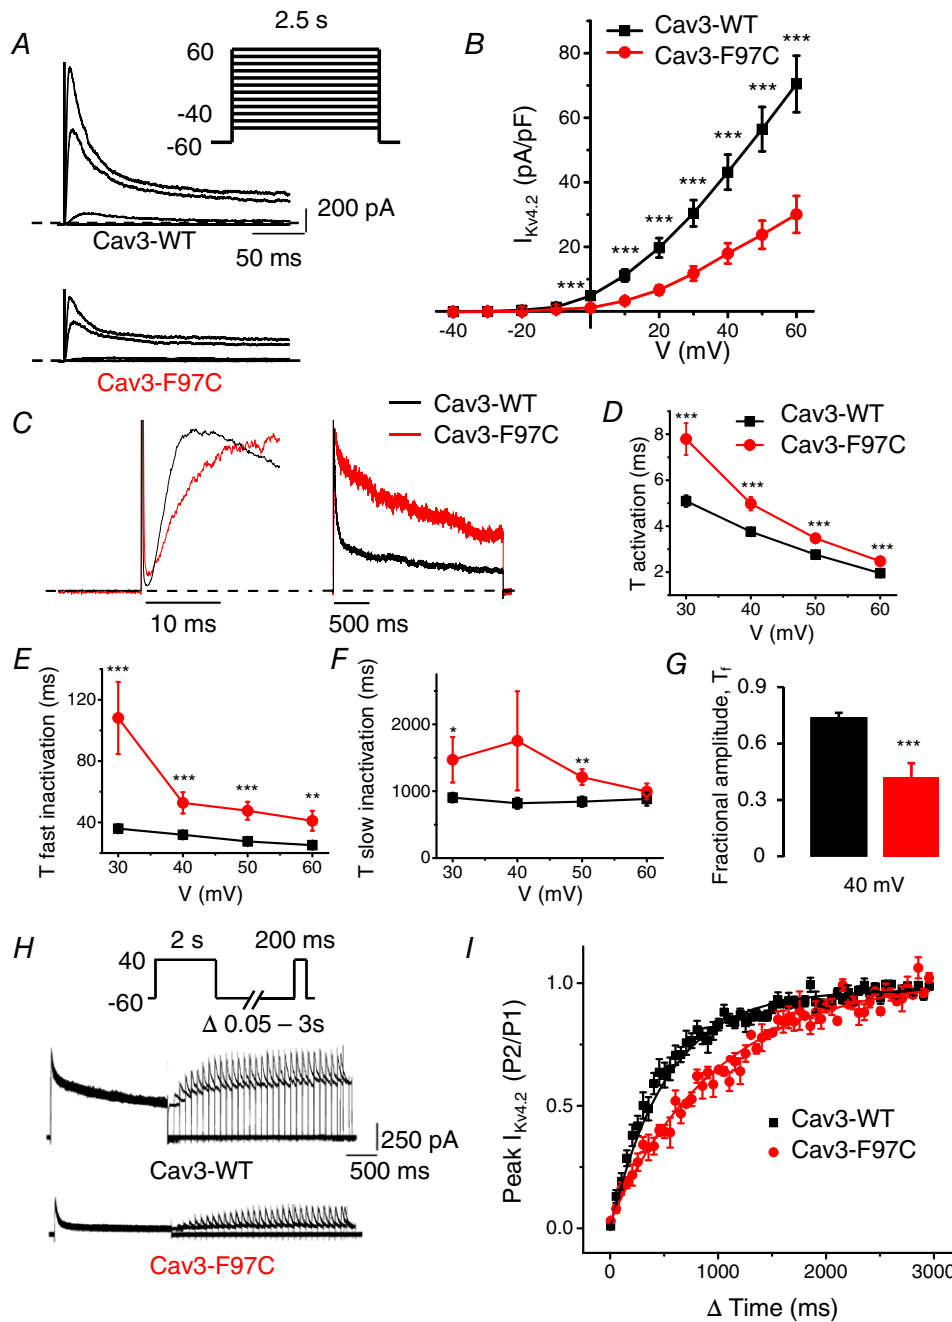 A
2.5 s
60
-40
-60
200 pA
50 ms
Cav3-WT
Cav3-F97C
B
Cav3-WT
Cav3-F97C
I_Kv4.2 (pA/pF)
80
60
40
20
***
***
***
***
***
***
***
-40
-20
20
40
60
V (mV)
C
Cav3-WT
Cav3-F97C
10 ms
500 ms
D
Cav3-WT
Cav3-F97C
T activation (ms)
8
6
4
2
***
***
***
***
30
40
50
60
V (mV)
E
T fast inactivation (ms)
120
80
40
***
***
***
**
30
40
50
60
V (mV)
F
T slow inactivation (ms)
2000
1000
0
*
**
30
40
50
60
V (mV)
G
Fractional amplitude, T_f
0.9
0.6
0.3
0
***
40 mV
H
2 s
200 ms
40
-60
Δ 0.05 – 3s
250 pA
500 ms
Cav3-WT
Cav3-F97C
I
Peak I_Kv4.2 (P2/P1)
1.0
0.5
0.0
Cav3-WT
Cav3-F97C
0
1000
2000
3000
Δ Time (ms)